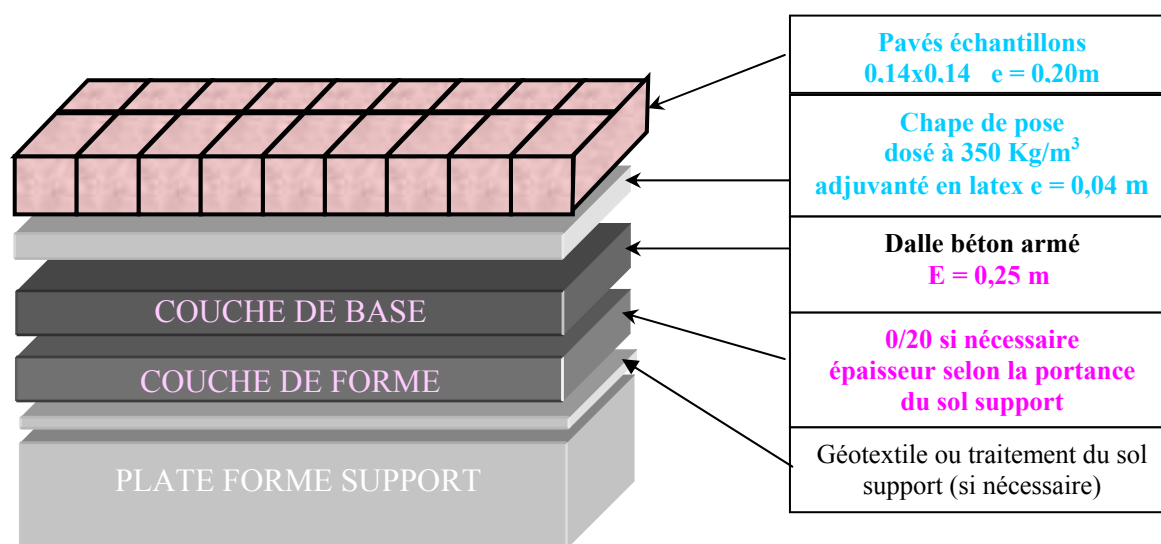 Pavés échantillons
0,14x0,14 e = 0,20m
Chape de pose
dosé à 350 Kg/m³
adjuvanté en latex e = 0,04 m
Dalle béton armé
E = 0,25 m
0/20 si nécessaire
épaisseur selon la portance
du sol support
Géotextile ou traitement du sol
support (si nécessaire)
COUCHE DE BASE
COUCHE DE FORME
PLATE FORME SUPPORT